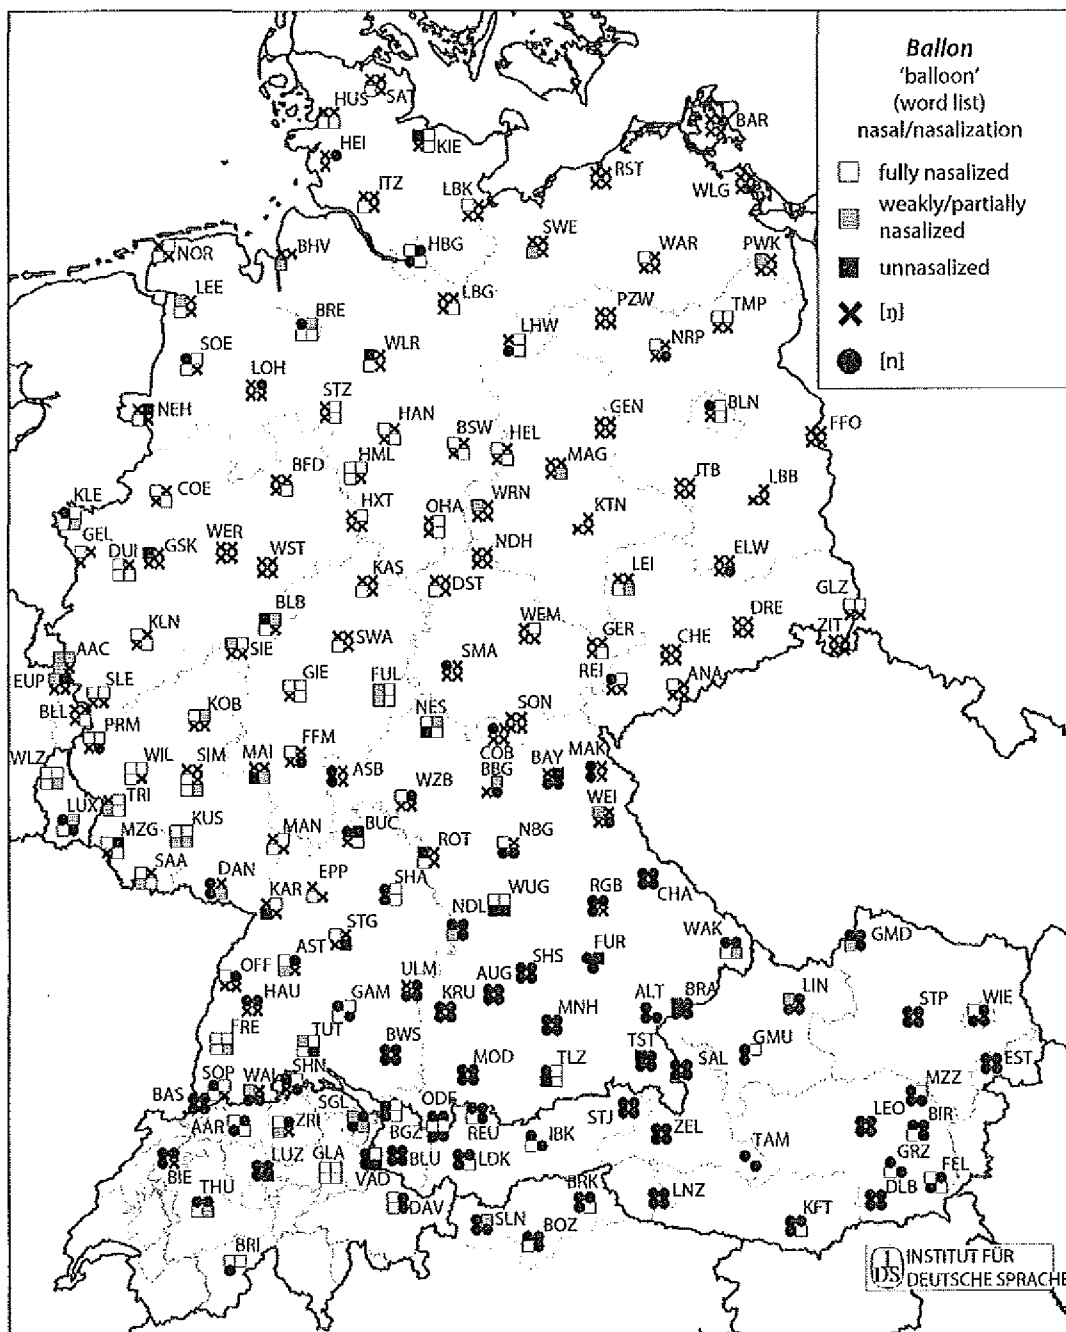 Ballon
'balloon'
(word list)
nasal/nasalization
fully nasalized
weakly/partially
nasalized
unnasalized
[ŋ]
[n]
SAT
HUS
HEI
KIE
BAR
RST
WLG
ITZ
LBK
SWE
HBG
WAR
PWK
NOR
BHV
LEE
LBG
PZW
TMP
BRE
LHW
NRP
SOE
WLR
LOH
STZ
NEH
HAN
BSW
HEL
GEN
BLN
FFO
MAG
HML
BFD
JTB
LBB
COE
KLE
HXT
OHA
WRN
KTN
GEL
DUI
GSK
WER
WST
NDH
ELW
LEI
KAS
DST
GLZ
BLB
KLN
WEM
DRE
ZIT
SWA
GER
CHE
AAC
SIE
SMA
REI
ANA
EUP
SLE
GIE
FUL
BLL
KOB
NES
SON
PRM
FFM
COB
WLZ
WIL
SIM
MAI
ASB
WZB
BBG
BAY
MAK
TRI
WEI
LUX
MZG
KUS
MAN
BUC
ROT
NBG
SAA
DAN
EPP
SHA
WUG
RGB
CHA
KAR
NDL
STG
FUR
WAK
GMD
AST
OFF
SHS
ULM
AUG
HAU
GAM
KRU
MNH
ALT
BRA
LIN
STP
WIE
FRE
TUT
BWS
TST
GMU
SAL
EST
MOD
TLZ
SOP
WAL
SHN
MZZ
BAS
SGL
ODF
STJ
LEO
BIR
AAR
ZRI
BGZ
REU
IBK
ZEL
TAM
GRZ
BIE
LUZ
GLA
VAD
BLU
LDK
FEL
THU
DAV
BRK
LNZ
DLB
SLN
BOZ
KFT
BRI
IDS
INSTITUT FÜR
DEUTSCHE SPRACHE